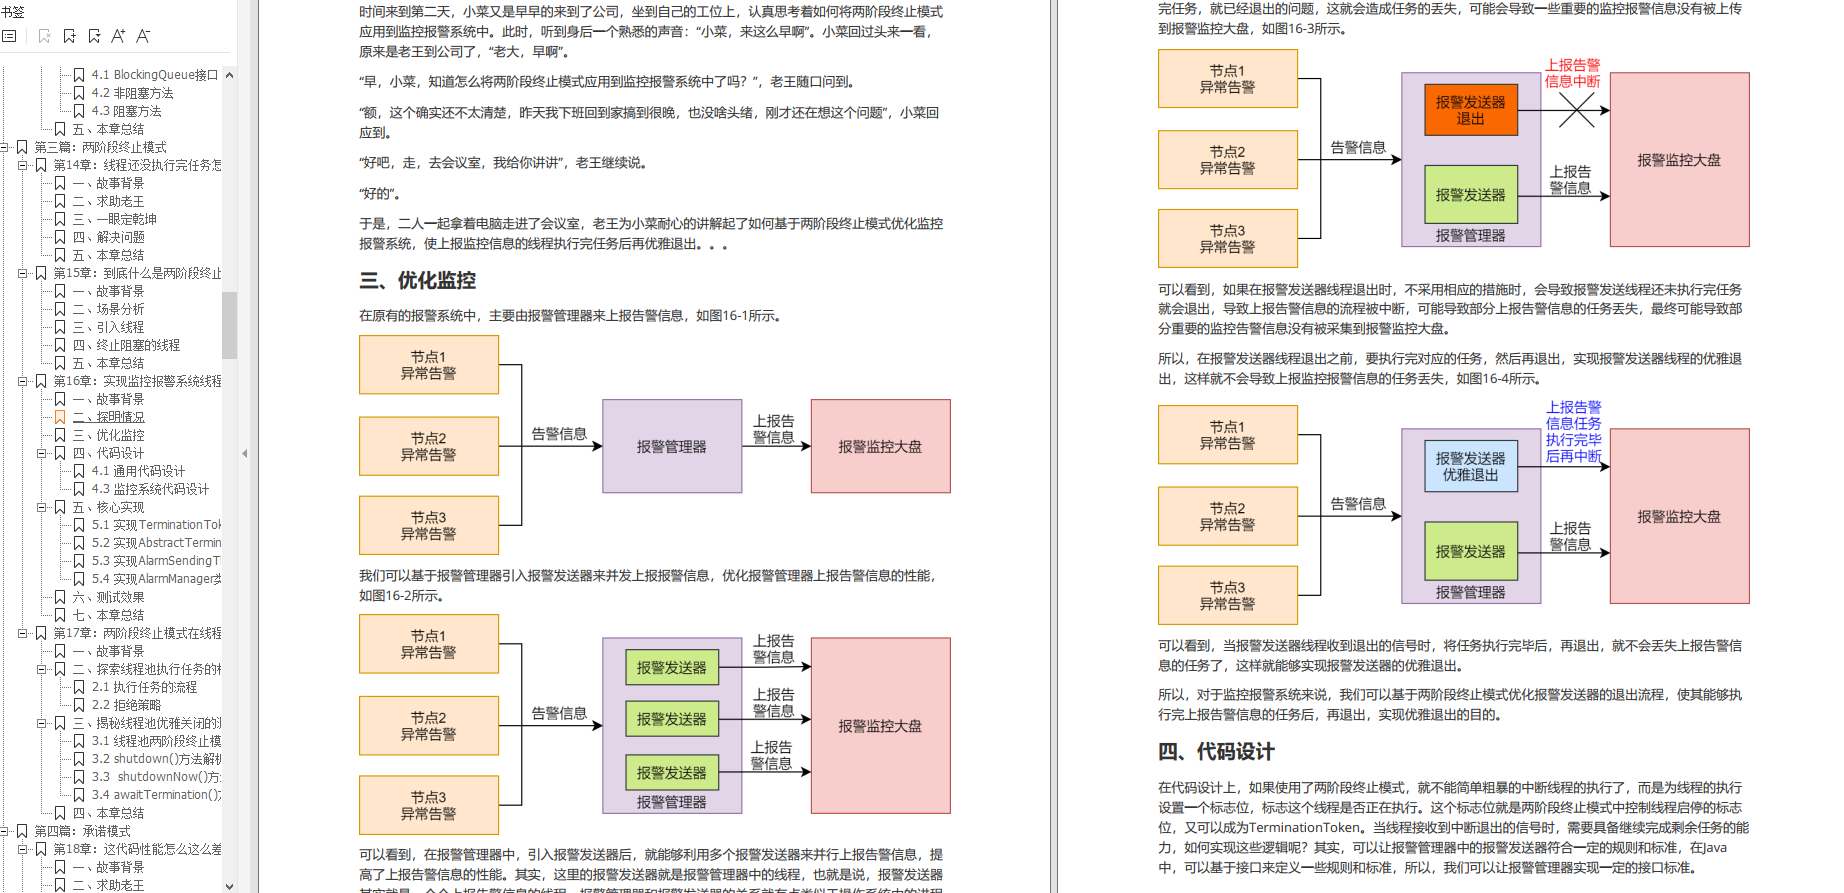 书签
4.1 BlockingQueue接口
4.2 非阻塞方法
4.3 阻塞方法
五、本章总结
第三篇：两阶段终止模式
第14章：线程还没执行完任务怎
一、故事背景
二、求助老王
三、一眼定乾坤
四、解决问题
五、本章总结
第15章：到底什么是两阶段终止
一、故事背景
二、场景分析
三、引入线程
四、终止阻塞的线程
五、本章总结
第16章：实现监控报警系统线程
一、故事背景
二、探明情况
三、优化监控
四、代码设计
4.1 通用代码设计
4.3 监控系统代码设计
五、核心实现
5.1 实现TerminationTok
5.2 实现AbstractTermin
5.3 实现AlarmSendingT
5.4 实现AlarmManager类
六、测试效果
七、本章总结
第17章：两阶段终止模式在线程
一、故事背景
二、探索线程池执行任务的
2.1 执行任务的流程
2.2 拒绝策略
三、揭秘线程池优雅关闭的
3.1 线程池两阶段终止模
3.2 shutdown()方法解析
3.3 shutdownNow()方
3.4 awaitTermination()
四、本章总结
第四篇：承诺模式
第18章：这代码性能怎么这么差
一、故事背景
二、求助老王
时间来到第二天，小菜又是早早的来到了公司，坐到自己的工位上，认真思考着如何将两阶段终止模式
应用到监控报警系统中。此时，听到身后一个熟悉的声音：“小菜，来这么早啊”。小菜回过头来一看，
原来是老王到公司了，“老大，早啊”。
“早，小菜，知道怎么将两阶段终止模式应用到监控报警系统中了吗？”，老王随口问到。
“额，这个确实还不太清楚，昨天我下班回到家搞到很晚，也没啥头绪，刚才还在想这个问题”，小菜回
应到。
“好吧，走，去会议室，我给你讲讲”，老王继续说。
“好的”。
于是，二人一起拿着电脑走进了会议室，老王为小菜耐心的讲解起了如何基于两阶段终止模式优化监控
报警系统，使上报监控信息的线程执行完任务后再优雅退出。。。
三、优化监控
在原有的报警系统中，主要由报警管理器来上报告警信息，如图16-1所示。
节点1
异常告警
节点2
异常告警
节点3
异常告警
告警信息
报警管理器
上报告
警信息
报警监控大盘
我们可以基于报警管理器引入报警发送器来并发上报报警信息，优化报警管理器上报告警信息的性能，
如图16-2所示。
节点1
异常告警
节点2
异常告警
节点3
异常告警
告警信息
报警发送器
报警发送器
报警发送器
报警管理器
上报告
警信息
上报告
警信息
上报告
警信息
报警监控大盘
可以看到，在报警管理器中，引入报警发送器后，就能够利用多个报警发送器来并行上报告警信息，提
高了上报告警信息的性能。其实，这里的报警发送器就是报警管理器中的线程，也就是说，报警发送器
完任务，就已经退出的问题，这就会造成任务的丢失，可能会导致一些重要的监控报警信息没有被上传
到报警监控大盘，如图16-3所示。
节点1
异常告警
节点2
异常告警
节点3
异常告警
告警信息
报警发送器
退出
报警发送器
报警管理器
上报告警
信息中断
上报告
警信息
报警监控大盘
可以看到，如果在报警发送器线程退出时，不采用相应的措施时，会导致报警发送线程还未执行完任务
就会退出，导致上报告警信息的流程被中断，可能导致部分上报告警信息的任务丢失，最终可能导致部
分重要的监控告警信息没有被采集到报警监控大盘。
所以，在报警发送器线程退出之前，要执行完对应的任务，然后再退出，实现报警发送器线程的优雅退
出，这样就不会导致上报监控报警信息的任务丢失，如图16-4所示。
节点1
异常告警
节点2
异常告警
节点3
异常告警
告警信息
报警发送器
优雅退出
报警发送器
报警管理器
上报告警
信息任务
执行完毕
后再中断
上报告
警信息
报警监控大盘
可以看到，当报警发送器线程收到退出的信号时，将任务执行完毕后，再退出，就不会丢失上报告警信
息的任务了，这样就能够实现报警发送器的优雅退出。
所以，对于监控报警系统来说，我们可以基于两阶段终止模式优化报警发送器的退出流程，使其能够执
行完上报告警信息的任务后，再退出，实现优雅退出的目的。
四、代码设计
在代码设计上，如果使用了两阶段终止模式，就不能简单粗暴的中断线程的执行了，而是为线程的执行
设置一个标志位，标志这个线程是否正在执行。这个标志位就是两阶段终止模式中控制线程启停的标志
位，又可以成为TerminationToken。当线程接收到中断退出的信号时，需要具备继续完成剩余任务的能
力，如何实现这些逻辑呢？其实，可以让报警管理器中的报警发送器符合一定的规则和标准，在Java
中，可以基于接口来定义一些规则和标准，所以，我们可以让报警管理器实现一定的接口标准。